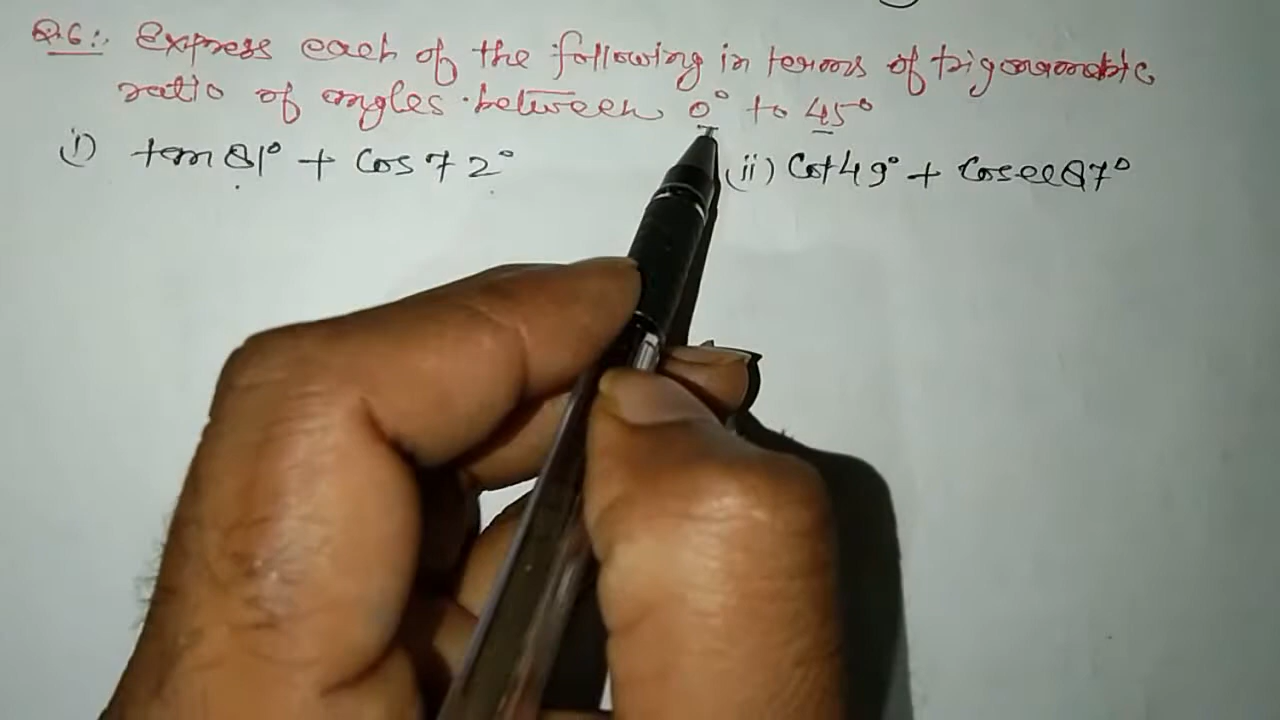 Q.6:. Express each of the following in terms of trigonometric
ratio of angles between 0° to 45°
i) tan 81° + Cos 72°
(ii) Cot 49° + Cosec 87°